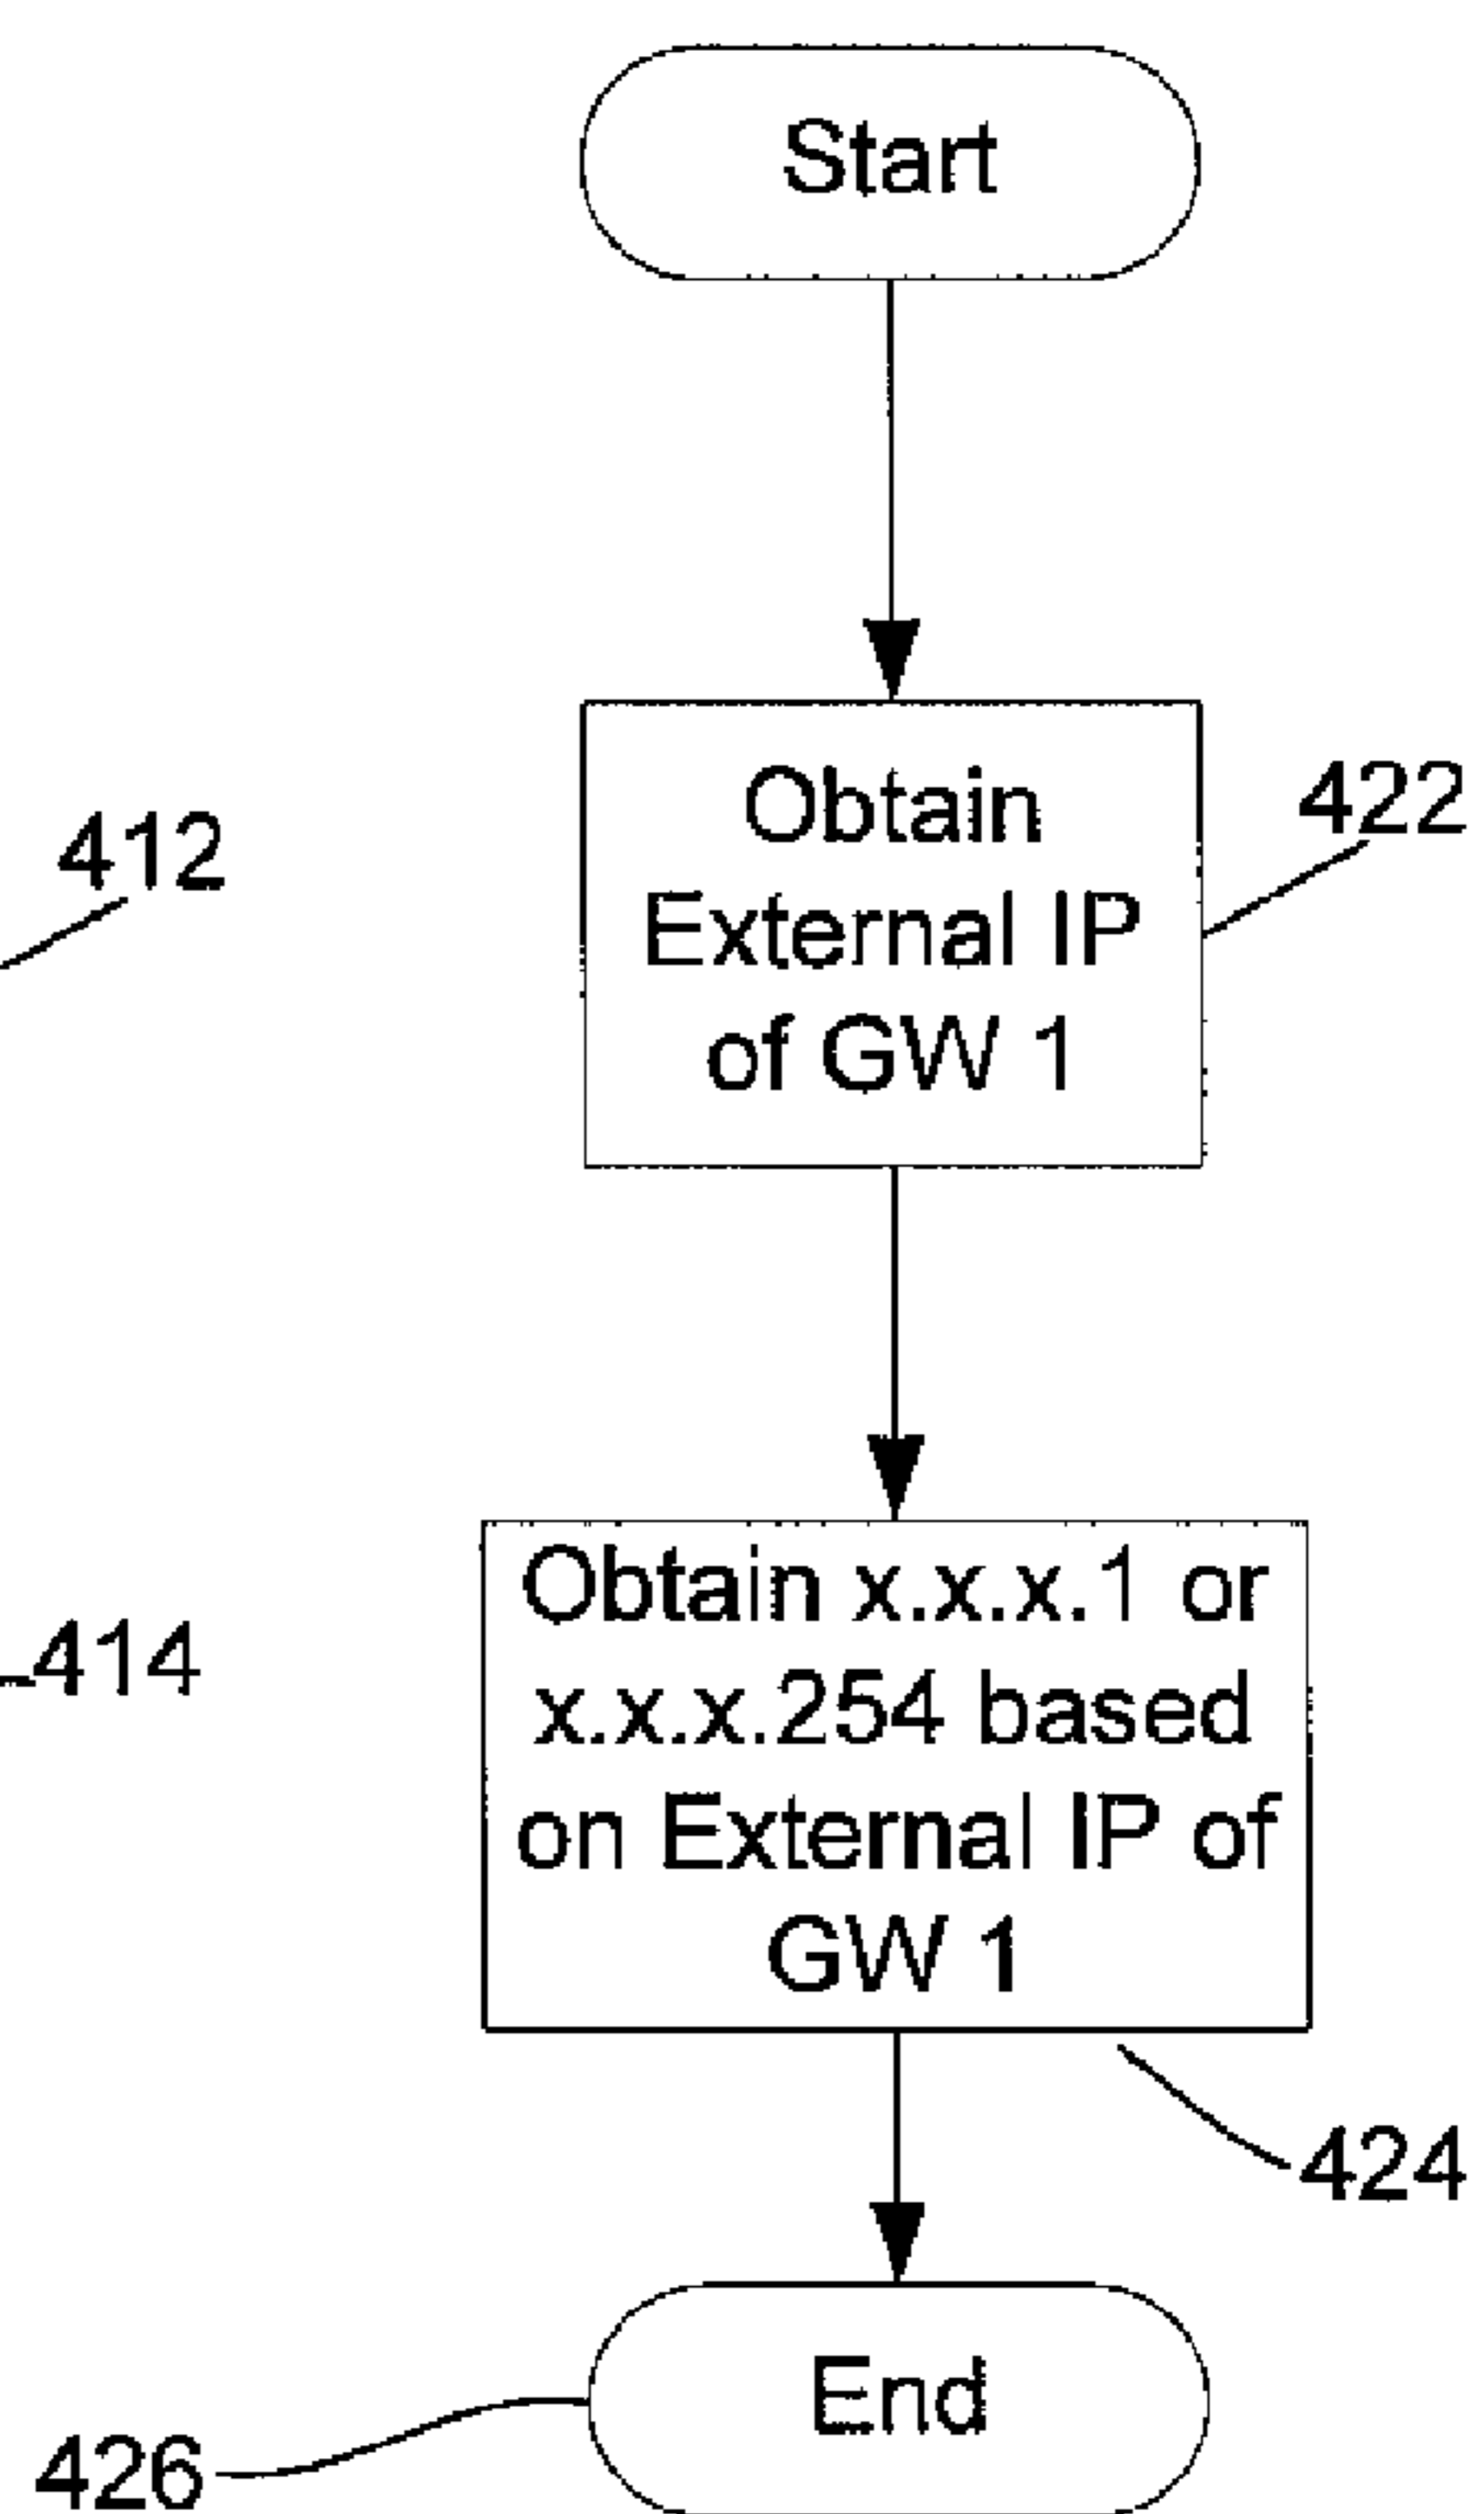 Start
412
Obtain
External IP
of GW 1
422
414
Obtain x.x.x.1 or
x.x.x.254 based
on External IP of
GW 1
424
End
426